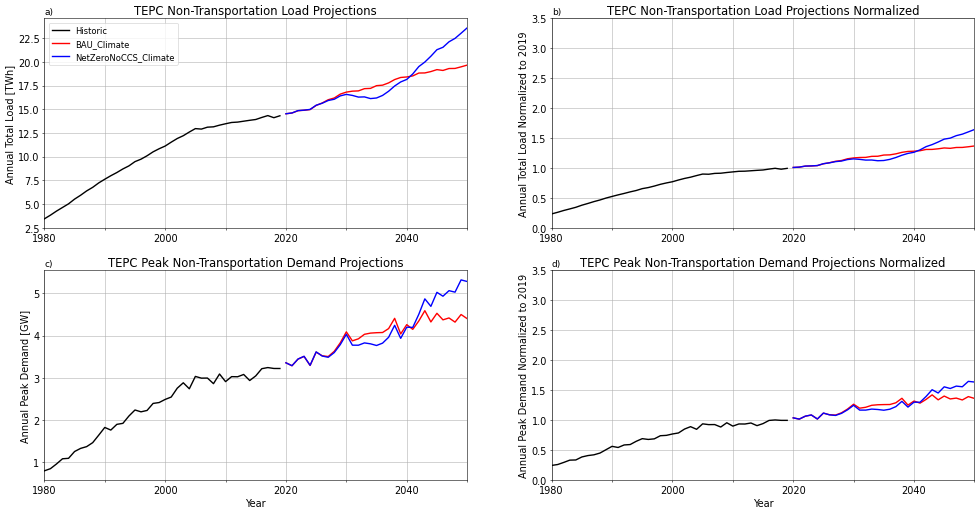 a)
TEPC Non-Transportation Load Projections
Historic
BAU_Climate
NetZeroNoCCS_Climate
Annual Total Load [TWh]
22.5
20.0
17.5
15.0
12.5
10.0
7.5
5.0
2.5
1980
2000
2020
2040
b)
TEPC Non-Transportation Load Projections Normalized
Annual Total Load Normalized to 2019
3.5
3.0
2.5
2.0
1.5
1.0
0.5
0.0
1980
2000
2020
2040
c)
TEPC Peak Non-Transportation Demand Projections
Annual Peak Demand [GW]
5
4
3
2
1
1980
2000
2020
2040
Year
d)
TEPC Peak Non-Transportation Demand Projections Normalized
Annual Peak Demand Normalized to 2019
3.5
3.0
2.5
2.0
1.5
1.0
0.5
0.0
1980
2000
2020
2040
Year